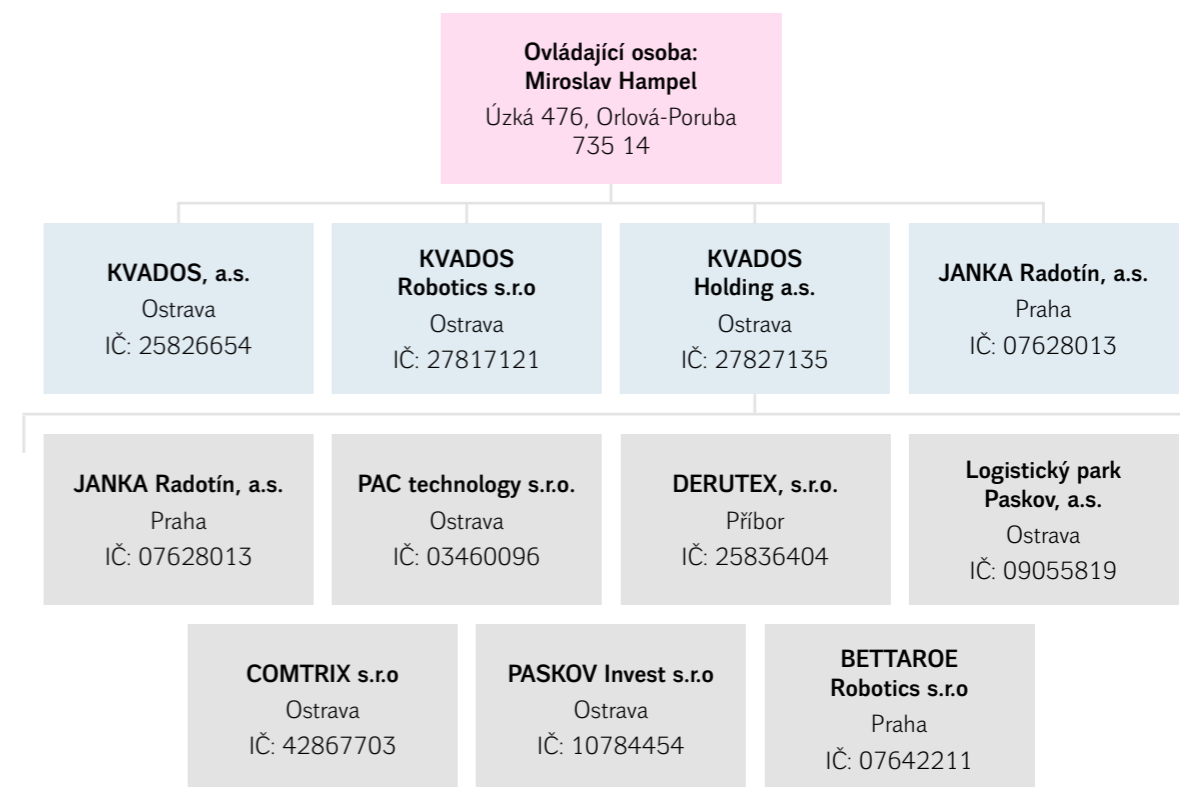 Ovládající osoba:
Miroslav Hampel
Úzká 476, Orlová-Poruba
735 14
KVADOS, a.s.
Ostrava
IČ: 25826654
KVADOS
Robotics s.r.o
Ostrava
IČ: 27817121
KVADOS
Holding a.s.
Ostrava
IČ: 27827135
JANKA Radotín, a.s.
Praha
IČ: 07628013
JANKA Radotín, a.s.
Praha
IČ: 07628013
PAC technology s.r.o.
Ostrava
IČ: 03460096
DERUTEX, s.r.o.
Příbor
IČ: 25836404
Logistický park
Paskov, a.s.
Ostrava
IČ: 09055819
COMTRIX s.r.o
Ostrava
IČ: 42867703
PASKOV Invest s.r.o
Ostrava
IČ: 10784454
BETTAROE
Robotics s.r.o
Praha
IČ: 07642211